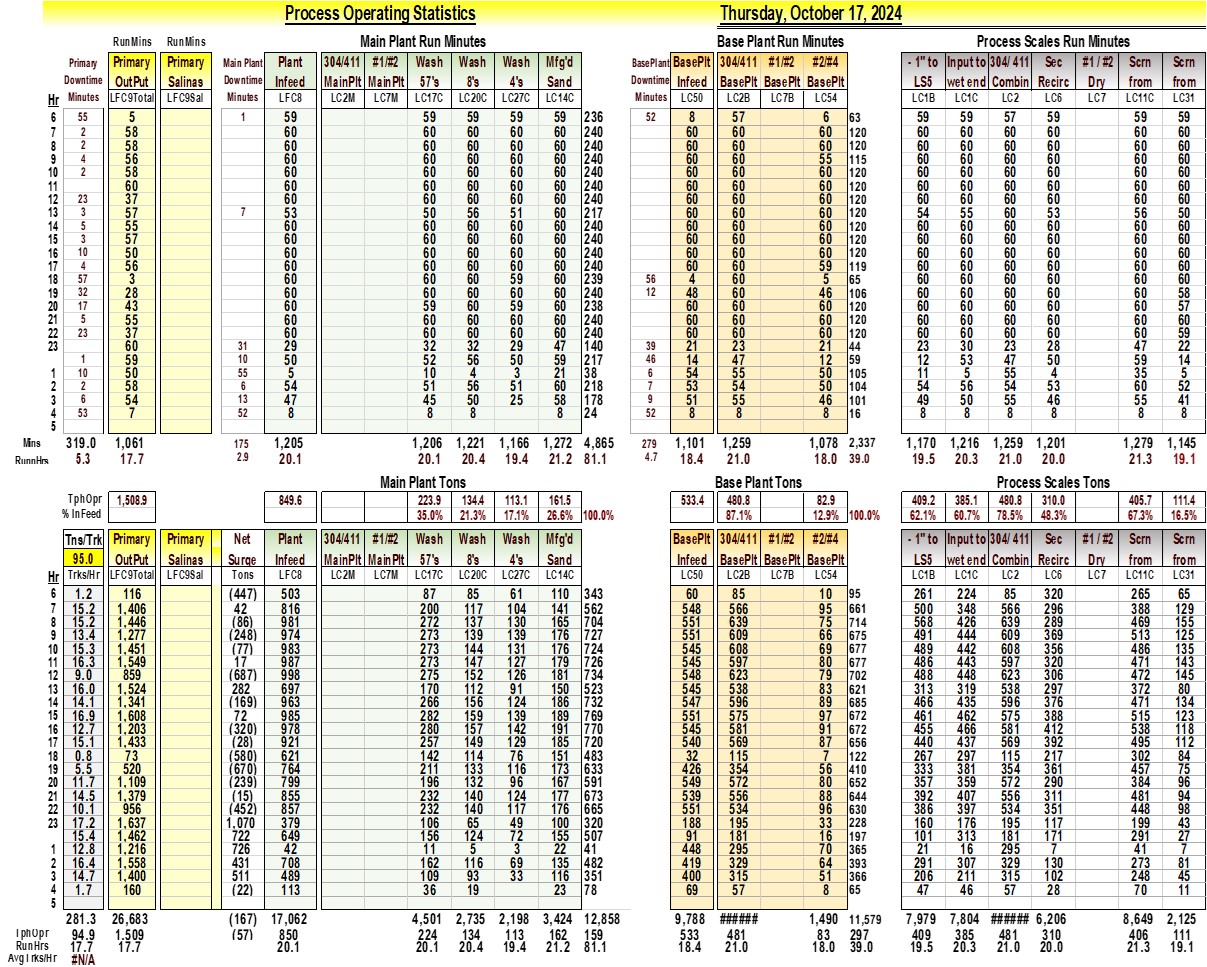 Process Operating Statistics Thursday, October 17, 2024
RunMins RunMins Main Plant Run Minutes Base Plant Run Minutes Process Scales Run Minutes
Primary Primary Primary Main Plant Plant 304/411 #1/#2 Wash Wash Wash Mfg'd BasePlant BasePlt 304/411 #1/#2 #2/#4 - 1" to Input to 304/ 411 Sec #1 / #2 Scrn Scrn
Downtime OutPut Salinas Downtime Infeed MainPlt MainPlt 57's 8's 4's Sand Downtime Infeed BasePlt BasePlt BasePlt LS5 wet end Combin Recirc Dry from from
Hr Minutes LFC9Total LFC9Sal Minutes LFC8 LC2M LC7M LC17C LC20C LC27C LC14C Minutes LC50 LC2B LC7B LC54 LC1B LC1C LC2 LC6 LC7 LC11C LC31
6 55 5 1 59 59 59 59 59 236 52 8 57 6 63 59 59 57 59 59 59
7 2 58 60 60 60 60 60 240 60 60 60 120 60 60 60 60 60 60
8 2 58 60 60 60 60 60 240 60 60 60 120 60 60 60 60 60 60
9 4 56 60 60 60 60 60 240 60 60 55 115 60 60 60 60 60 60
10 2 58 60 60 60 60 60 240 60 60 60 120 60 60 60 60 60 60
11 60 60 60 60 60 60 240 60 60 60 120 60 60 60 60 60 60
12 23 37 60 60 60 60 60 240 60 60 60 120 60 60 60 60 60 60
13 3 57 7 53 50 56 51 60 217 60 60 60 120 54 55 60 53 56 50
14 5 55 60 60 60 60 60 240 60 60 60 120 60 60 60 60 60 60
15 3 57 60 60 60 60 60 240 60 60 60 120 60 60 60 60 60 60
16 10 50 60 60 60 60 60 240 60 60 60 120 60 60 60 60 60 60
17 4 56 60 60 60 60 60 240 60 60 59 119 60 60 60 60 60 60
18 57 3 60 60 60 59 60 239 56 4 60 5 65 60 60 60 60 60 60
19 32 28 60 60 60 60 60 240 12 48 60 46 106 60 60 60 60 60 58
20 17 43 60 60 59 59 60 238 60 60 60 120 60 60 60 60 60 57
21 5 55 60 60 60 60 60 240 60 60 60 120 60 60 60 60 60 60
22 23 37 60 60 60 60 60 240 60 60 60 120 60 60 60 60 60 59
23 60 31 29 32 32 29 47 140 39 21 23 21 44 23 30 23 28 47 22
1 59 10 50 52 56 50 59 217 46 14 47 12 59 12 53 47 50 59 14
1 10 50 55 5 10 4 3 21 38 6 54 55 50 105 11 5 55 4 35 5
2 2 58 6 54 51 56 51 60 218 7 53 54 50 104 54 56 54 53 60 52
3 6 54 13 47 45 50 25 58 178 9 51 55 46 101 49 50 55 46 55 41
4 53 7 52 8 8 8 8 24 52 8 8 8 16 8 8 8 8 8 8
5
Mins 319.0 1,061 175 1,205 1,206 1,221 1,166 1,272 4,865 279 1,101 1,259 1,078 2,337 1,170 1,216 1,259 1,201 1,279 1,145
RunnHrs 5.3 17.7 2.9 20.1 20.1 20.4 19.4 21.2 81.1 4.7 18.4 21.0 18.0 39.0 19.5 20.3 21.0 20.0 21.3 19.1
Main Plant Tons Base Plant Tons Process Scales Tons
TphOpr 1,508.9 849.6 223.9 134.4 113.1 161.5 533.4 480.8 82.9 409.2 385.1 480.8 310.0 405.7 111.4
% InFeed 35.0% 21.3% 17.1% 26.6% 100.0% 87.1% 12.9% 100.0% 62.1% 60.7% 78.5% 48.3% 67.3% 16.5%
Tns/Trk Primary Primary Net Plant 304/411 #1/#2 Wash Wash Wash Mfg'd BasePlt 304/411 #1/#2 #2/#4 - 1" to Input to 304/ 411 Sec #1 / #2 Scrn Scrn
95.0 OutPut Salinas Surge Infeed MainPlt MainPlt 57's 8's 4's Sand Infeed BasePlt BasePlt BasePlt LS5 wet end Combin Recirc Dry from from
Hr Trks/Hr LFC9Total LFC9Sal Tons LFC8 LC2M LC7M LC17C LC20C LC27C LC14C LC50 LC2B LC7B LC54 LC1B LC1C LC2 LC6 LC7 LC11C LC31
6 1.2 116 (447) 503 87 85 61 110 343 60 85 10 95 261 224 85 320 265 65
7 15.2 1,406 42 816 200 117 104 141 562 548 566 95 661 500 348 566 296 388 129
8 15.2 1,446 (86) 981 272 137 130 165 704 551 639 75 714 568 426 639 289 469 155
9 13.4 1,277 (248) 974 273 139 139 176 727 551 609 66 675 491 444 609 369 513 125
10 15.3 1,451 (77) 983 273 144 131 176 724 545 608 69 677 489 442 608 356 486 135
11 16.3 1,549 17 987 273 147 127 179 726 545 597 80 677 486 443 597 320 471 143
12 9.0 859 (687) 998 275 152 126 181 734 548 623 79 702 488 448 623 306 472 145
13 16.0 1,524 282 697 170 112 91 150 523 545 538 83 621 313 319 538 297 372 80
14 14.1 1,341 (169) 963 266 156 124 186 732 547 596 89 685 466 435 596 376 471 134
15 16.9 1,608 72 985 282 159 139 189 769 551 575 97 672 461 462 575 388 515 123
16 12.7 1,203 (320) 978 280 157 142 191 770 545 581 91 672 455 466 581 412 538 118
17 15.1 1,433 (28) 921 257 149 129 185 720 540 569 87 656 440 437 569 392 495 112
18 0.8 73 (580) 621 142 114 76 151 483 32 115 7 122 267 297 115 217 302 84
19 5.5 520 (670) 764 211 133 116 173 633 426 354 56 410 333 381 354 361 457 75
20 11.7 1,109 (239) 799 196 132 96 167 591 549 572 80 652 357 359 572 290 384 96
21 14.5 1,379 (15) 855 232 140 124 177 673 539 556 88 644 392 407 556 311 481 94
22 10.1 956 (452) 857 232 140 117 176 665 551 534 96 630 386 397 534 351 448 98
23 17.2 1,637 1,070 379 106 65 49 100 320 188 195 33 228 160 176 195 117 199 43
15.4 1,462 722 649 156 124 72 155 507 91 181 16 197 101 313 181 171 291 27
1 12.8 1,216 726 42 11 5 3 22 41 448 295 70 365 21 16 295 7 41 7
2 16.4 1,558 431 708 162 116 69 135 482 419 329 64 393 291 307 329 130 273 81
3 14.7 1,400 511 489 109 93 33 116 351 400 315 51 366 206 211 315 102 248 45
4 1.7 160 (22) 113 36 19 23 78 69 57 8 65 47 46 57 28 70 11
5
281.3 26,683 (167) 17,062 4,501 2,735 2,198 3,424 12,858 9,788 ###### 1,490 11,579 7,979 7,804 ###### 6,206 8,649 2,125
TphOpr 94.9 1,509 (57) 850 224 134 113 162 159 533 481 83 297 409 385 481 310 406 111
RunHrs 17.7 17.7 20.1 20.1 20.4 19.4 21.2 81.1 18.4 21.0 18.0 39.0 19.5 20.3 21.0 20.0 21.3 19.1
Avg Trks/Hr #N/A